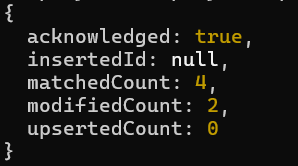 {
  acknowledged: true,
  insertedId: null,
  matchedCount: 4,
  modifiedCount: 2,
  upsertedCount: 0
}